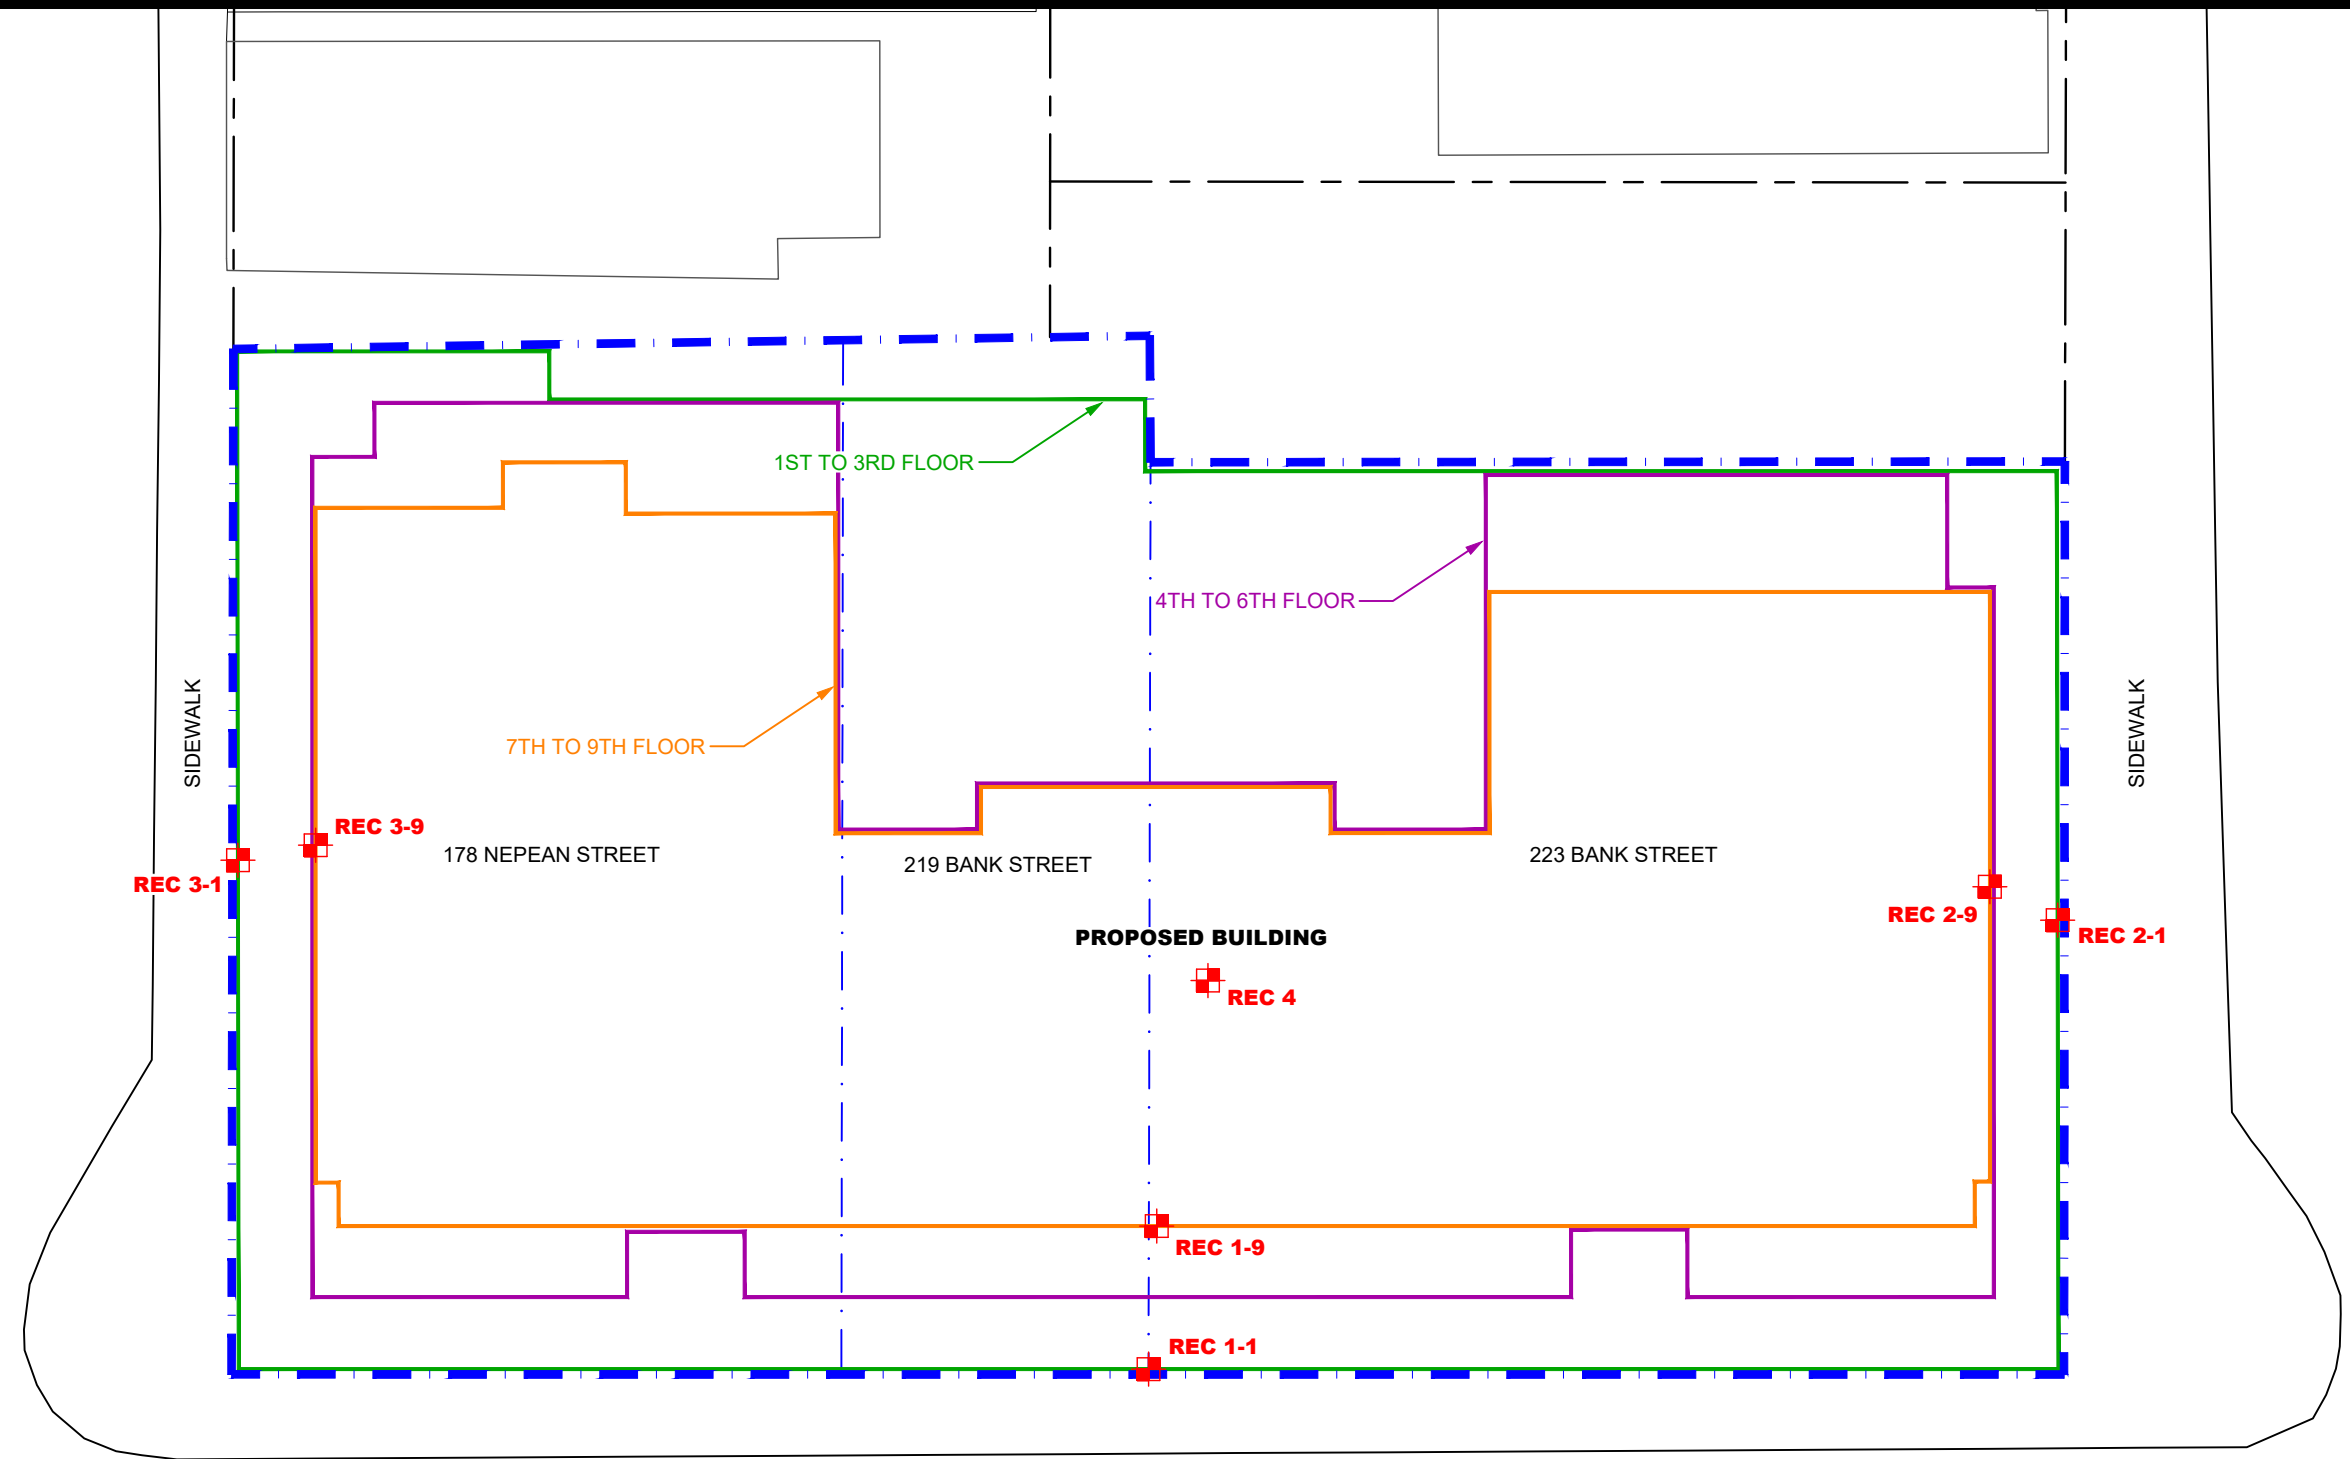 1ST TO 3RD FLOOR
4TH TO 6TH FLOOR
7TH TO 9TH FLOOR
SIDEWALK
SIDEWALK
REC 3-9
178 NEPEAN STREET
219 BANK STREET
223 BANK STREET
REC 3-1
REC 2-9
REC 2-1
PROPOSED BUILDING
REC 4
REC 1-9
REC 1-1